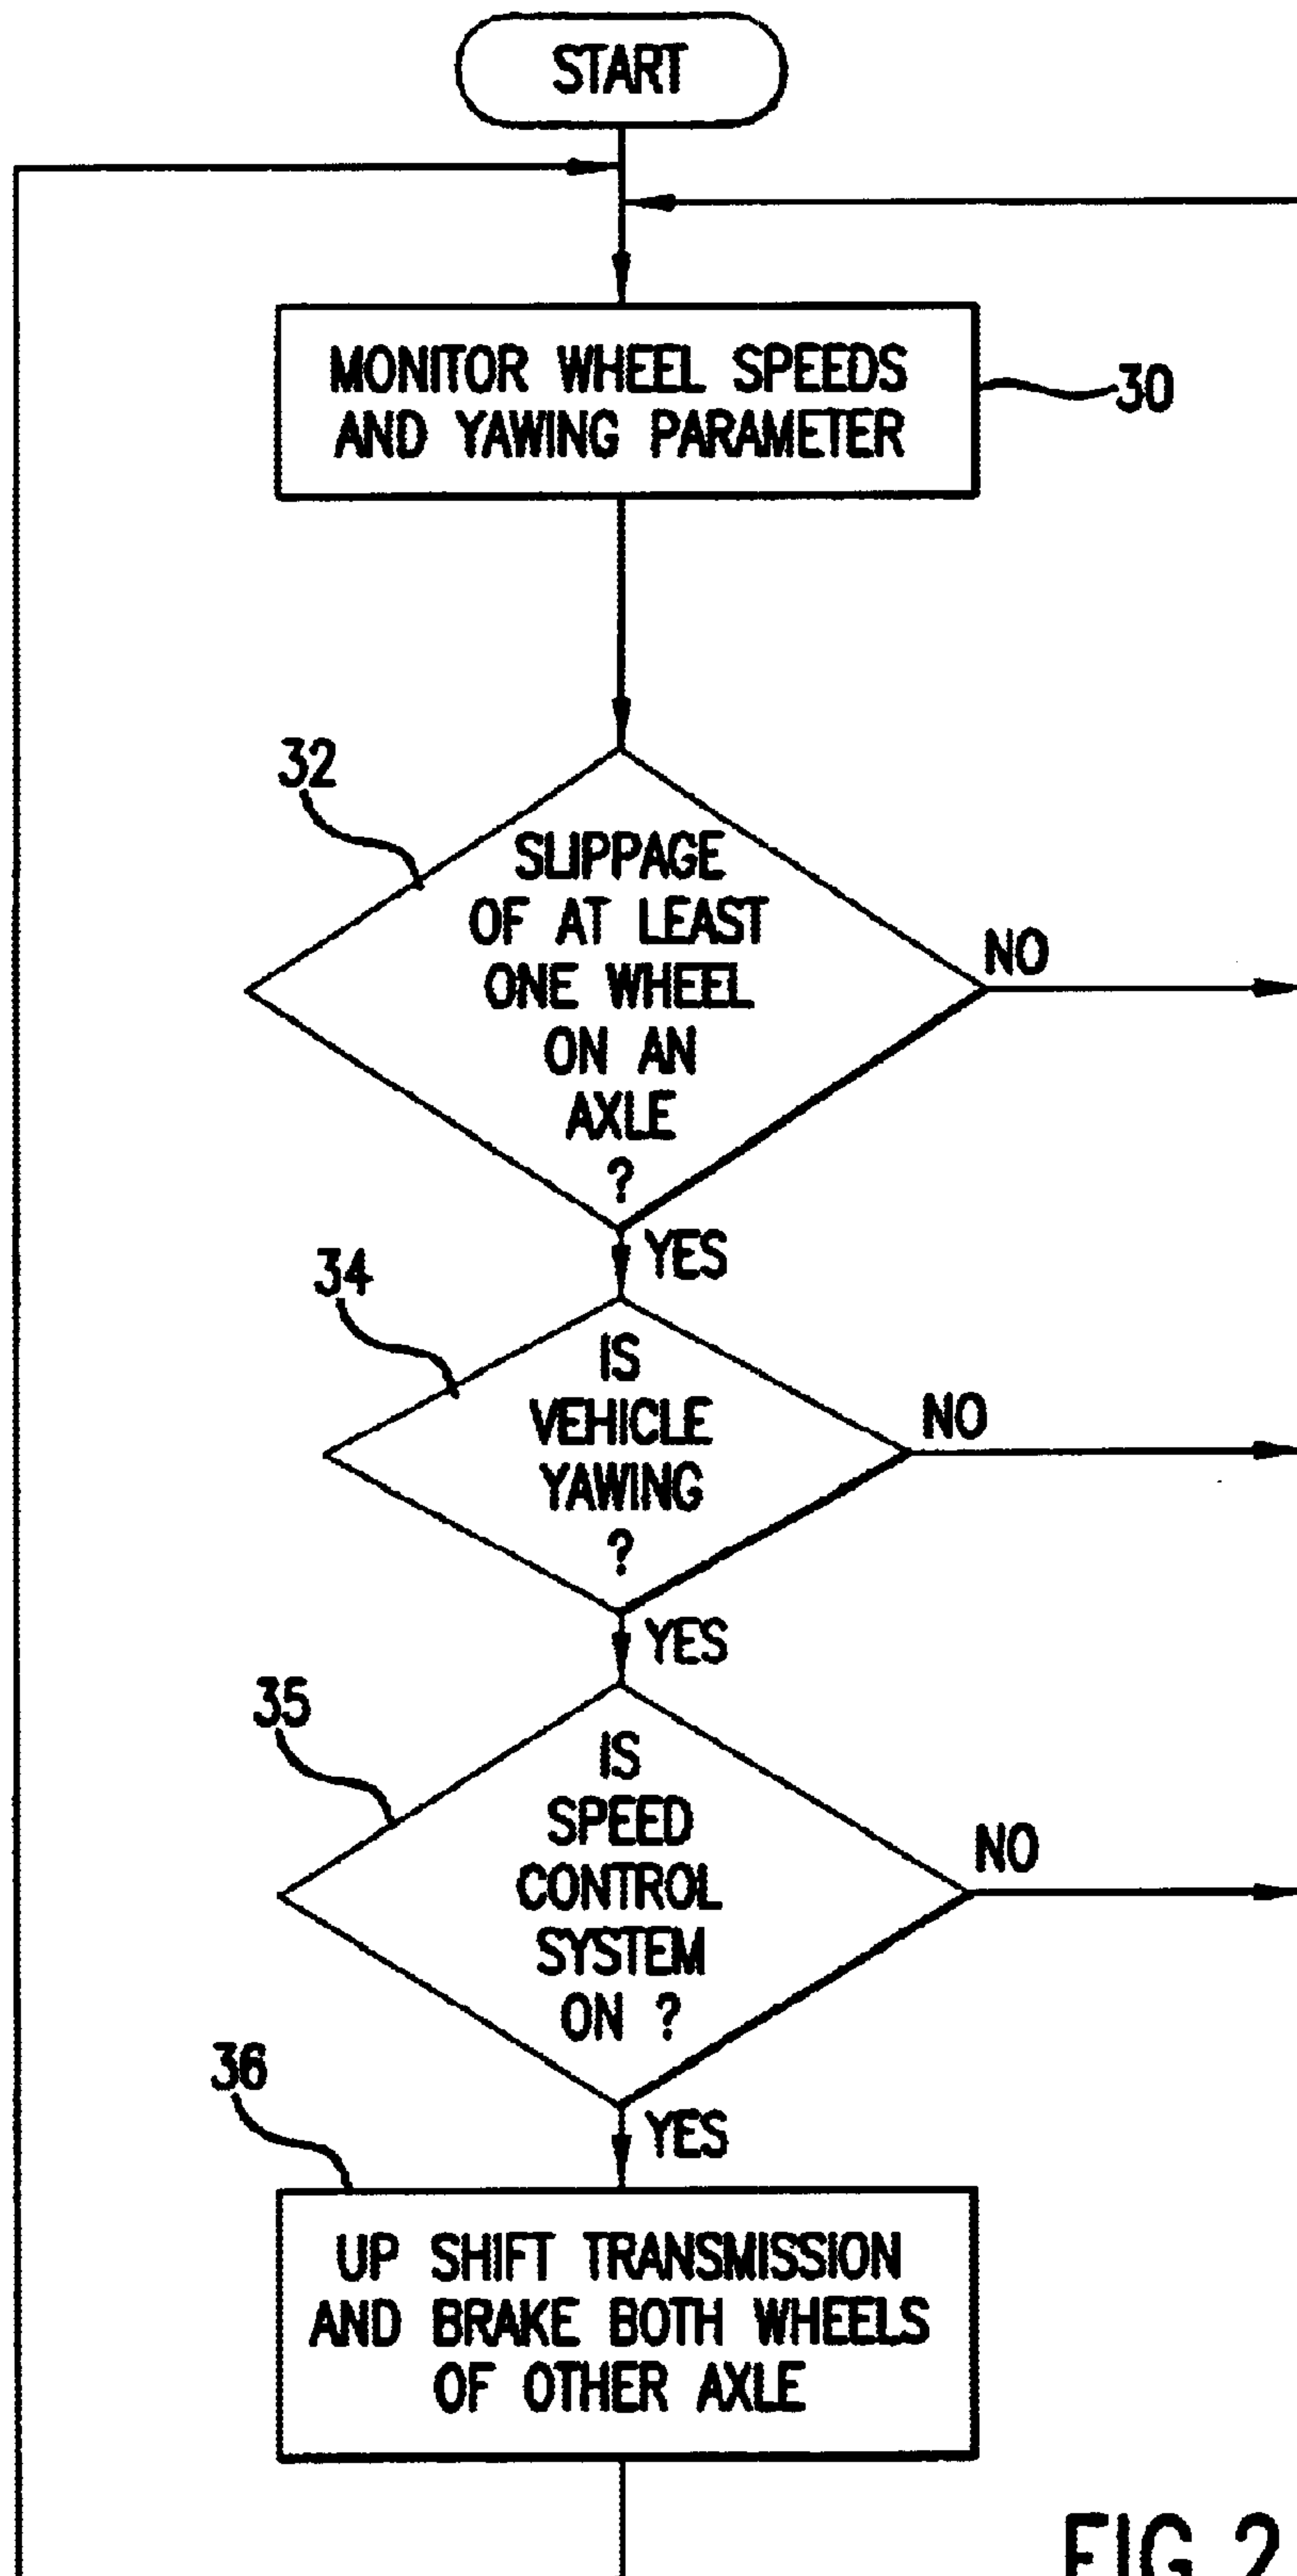 START
MONITOR WHEEL SPEEDS
AND YAWING PARAMETER
30
32
SLIPPAGE
OF AT LEAST
ONE WHEEL
ON AN
AXLE
?
NO
YES
34
IS
VEHICLE
YAWING
?
NO
YES
35
IS
SPEED
CONTROL
SYSTEM
ON ?
NO
YES
36
UP SHIFT TRANSMISSION
AND BRAKE BOTH WHEELS
OF OTHER AXLE
FIG.2